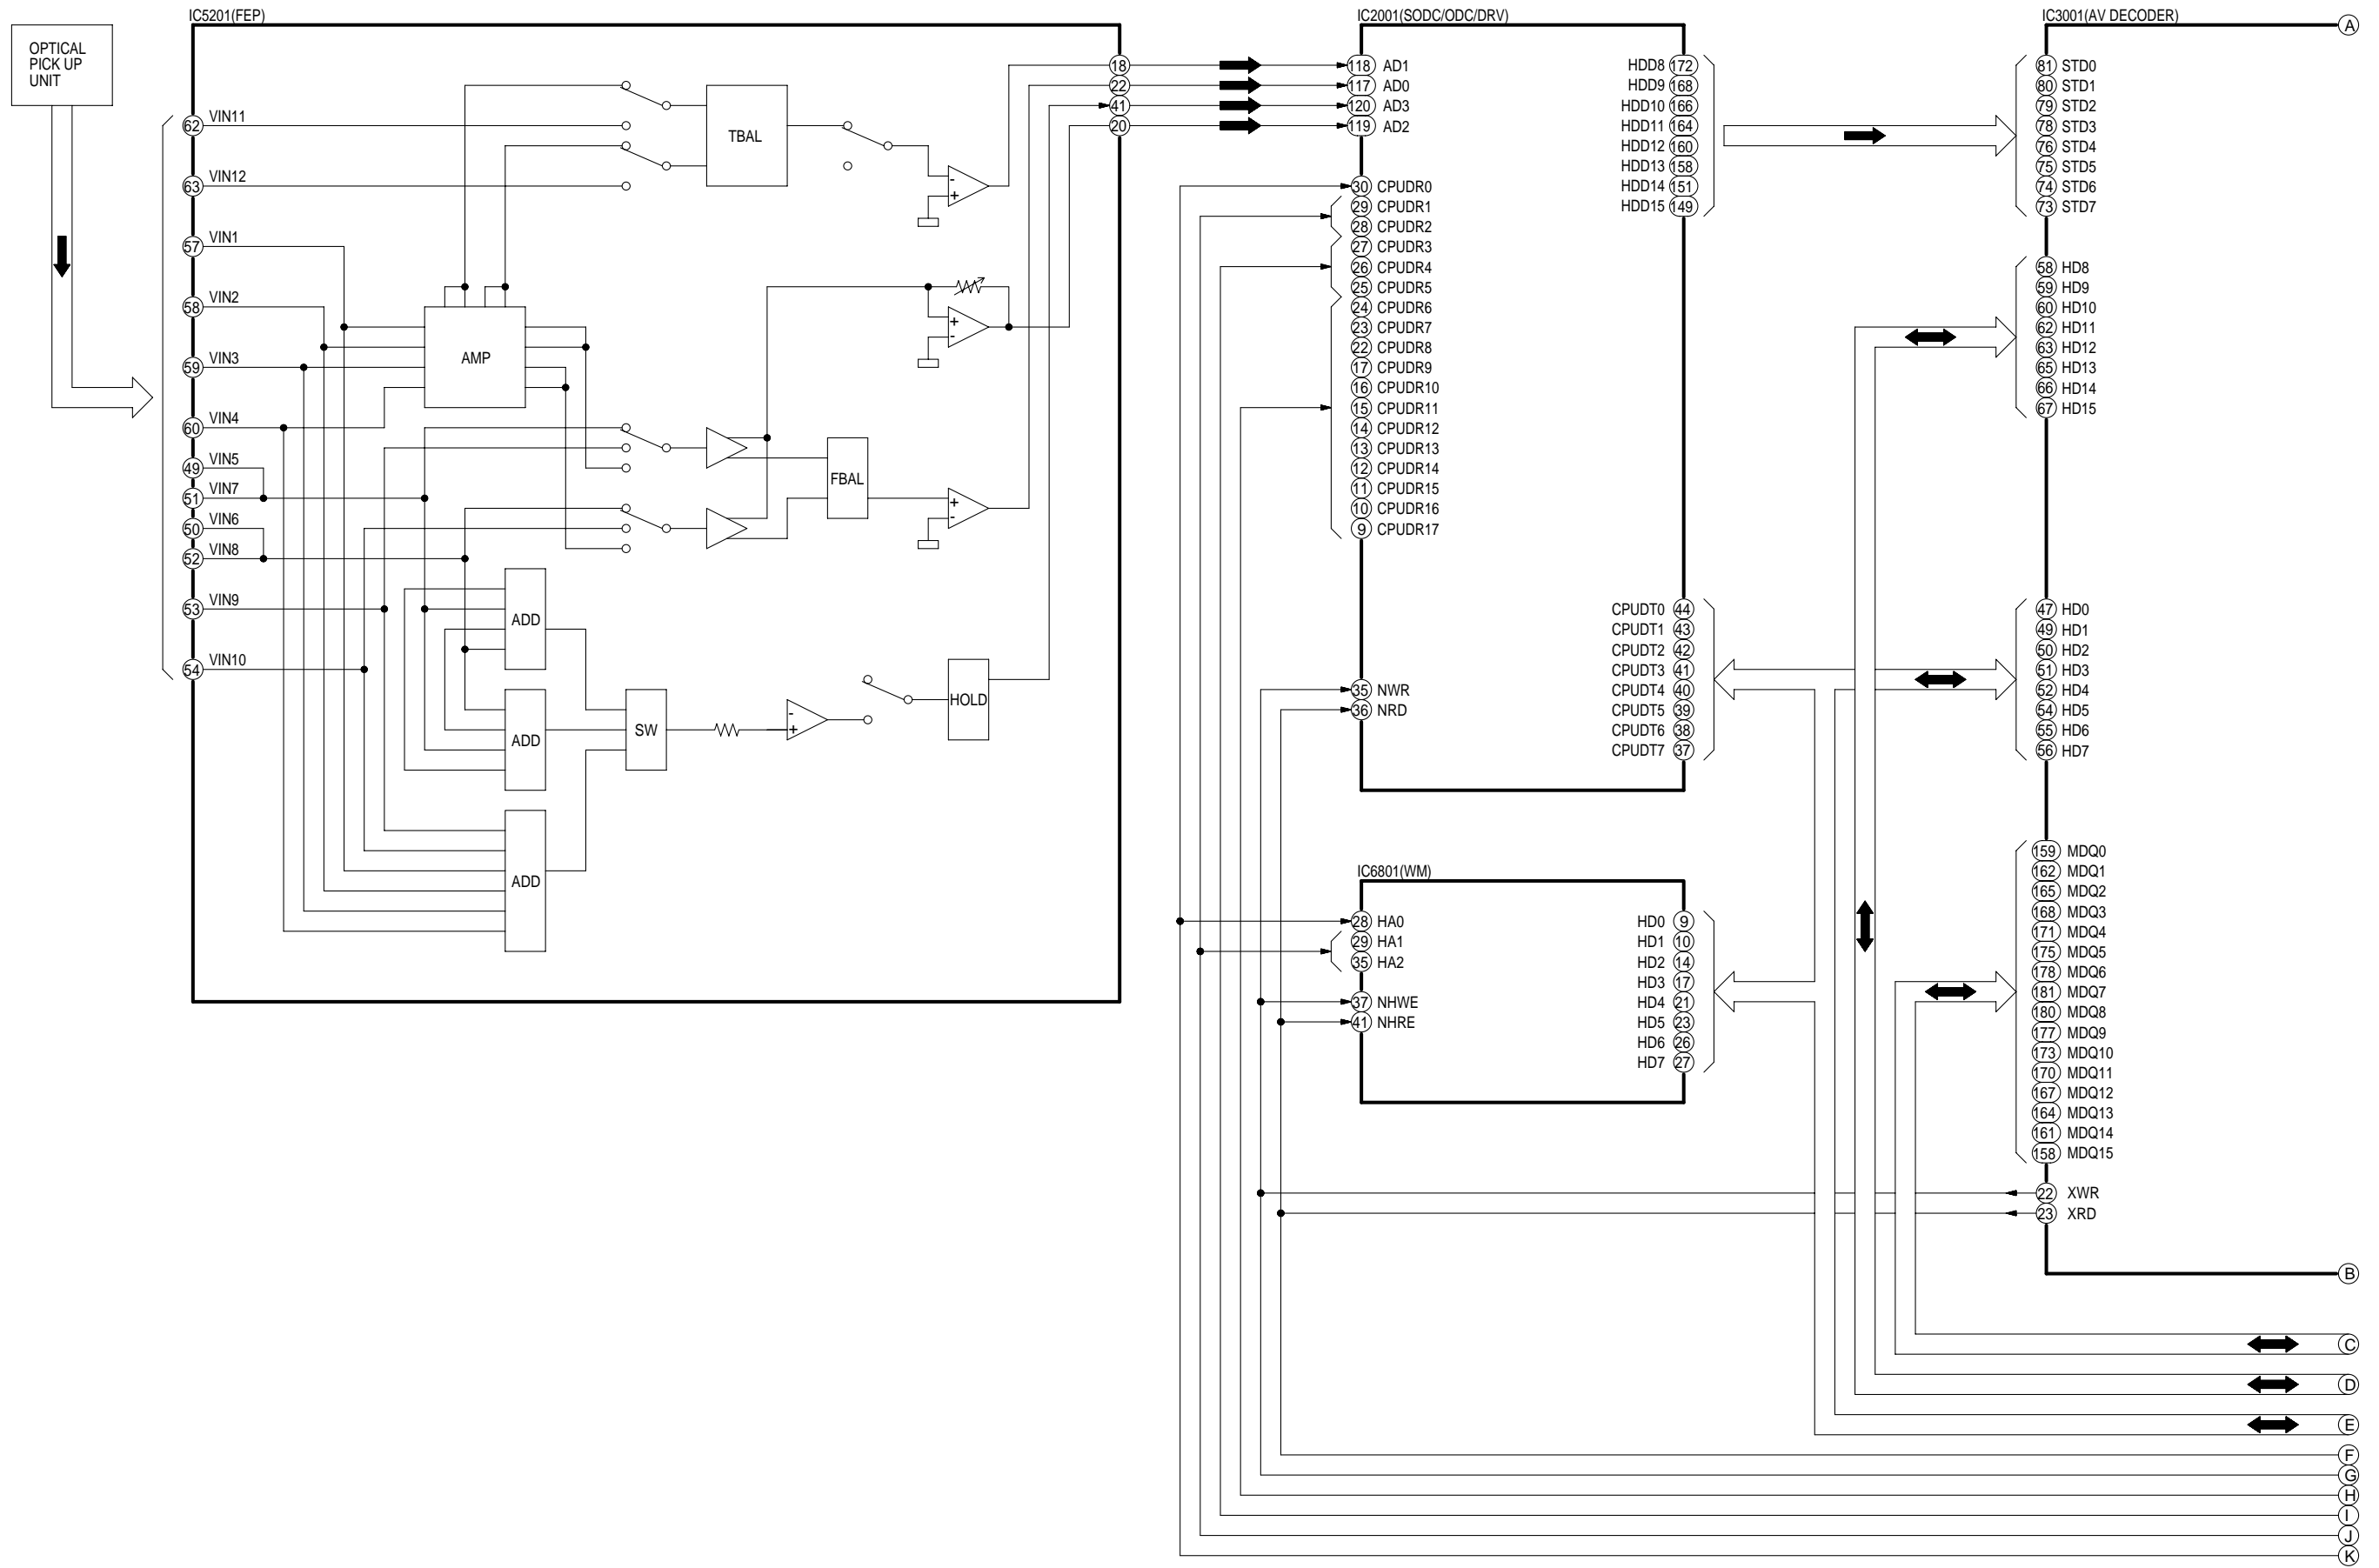 IC5201(FEP)
OPTICAL
PICK UP
UNIT
62 VIN11
63 VIN12
57 VIN1
58 VIN2
59 VIN3
60 VIN4
49 VIN5
51 VIN7
50 VIN6
52 VIN8
53 VIN9
54 VIN10
TBAL
-
+
AMP
+
-
FBAL
+
-
ADD
ADD
ADD
SW
-
+
HOLD
18
22
41
20
IC2001(SODC/ODC/DRV)
118 AD1
117 AD0
120 AD3
119 AD2
30 CPUDR0
29 CPUDR1
28 CPUDR2
27 CPUDR3
26 CPUDR4
25 CPUDR5
24 CPUDR6
23 CPUDR7
22 CPUDR8
17 CPUDR9
16 CPUDR10
15 CPUDR11
14 CPUDR12
13 CPUDR13
12 CPUDR14
11 CPUDR15
10 CPUDR16
9 CPUDR17
35 NWR
36 NRD
HDD8 172
HDD9 168
HDD10 166
HDD11 164
HDD12 160
HDD13 158
HDD14 151
HDD15 149
CPUDT0 44
CPUDT1 43
CPUDT2 42
CPUDT3 41
CPUDT4 40
CPUDT5 39
CPUDT6 38
CPUDT7 37
IC6801(WM)
28 HA0
29 HA1
35 HA2
37 NHWE
41 NHRE
HD0 9
HD1 10
HD2 14
HD3 17
HD4 21
HD5 23
HD6 26
HD7 27
IC3001(AV DECODER)
81 STD0
80 STD1
79 STD2
78 STD3
76 STD4
75 STD5
74 STD6
73 STD7
58 HD8
59 HD9
60 HD10
62 HD11
63 HD12
65 HD13
66 HD14
67 HD15
47 HD0
49 HD1
50 HD2
51 HD3
52 HD4
54 HD5
55 HD6
56 HD7
159 MDQ0
162 MDQ1
165 MDQ2
168 MDQ3
171 MDQ4
175 MDQ5
178 MDQ6
181 MDQ7
180 MDQ8
177 MDQ9
173 MDQ10
170 MDQ11
167 MDQ12
164 MDQ13
161 MDQ14
158 MDQ15
22 XWR
23 XRD
A
B
C
D
E
F
G
H
I
J
K